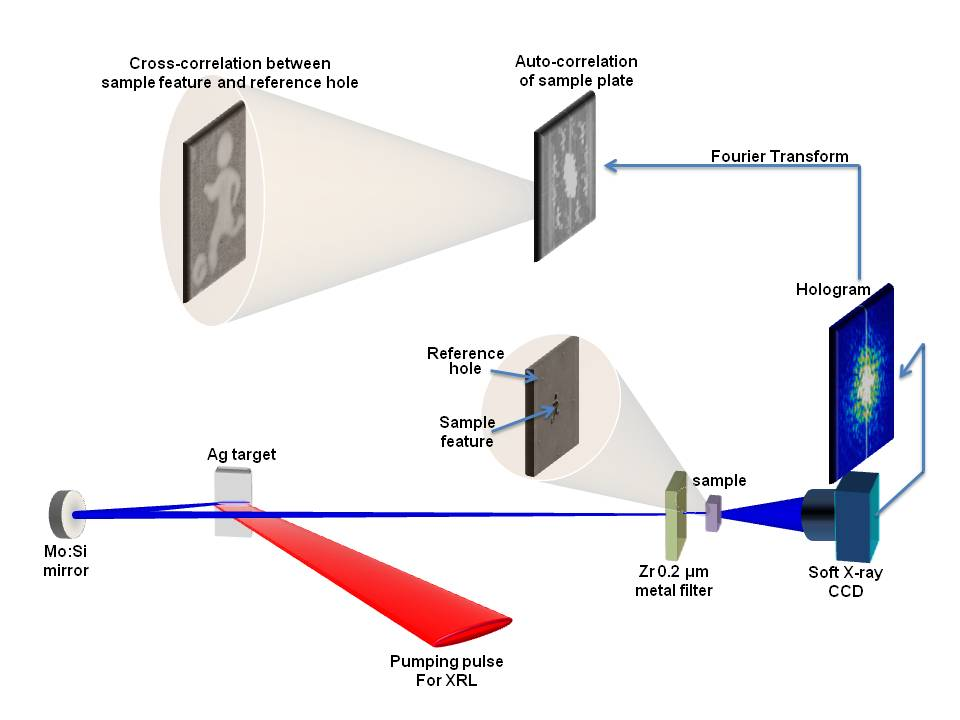 Cross-correlation between
sample feature and reference hole
Auto-correlation
of sample plate
Fourier Transform
Hologram
Reference
hole
Sample
feature
Ag target
sample
Mo:Si
mirror
Zr 0.2 µm
metal filter
Soft X-ray
CCD
Pumping pulse
For XRL